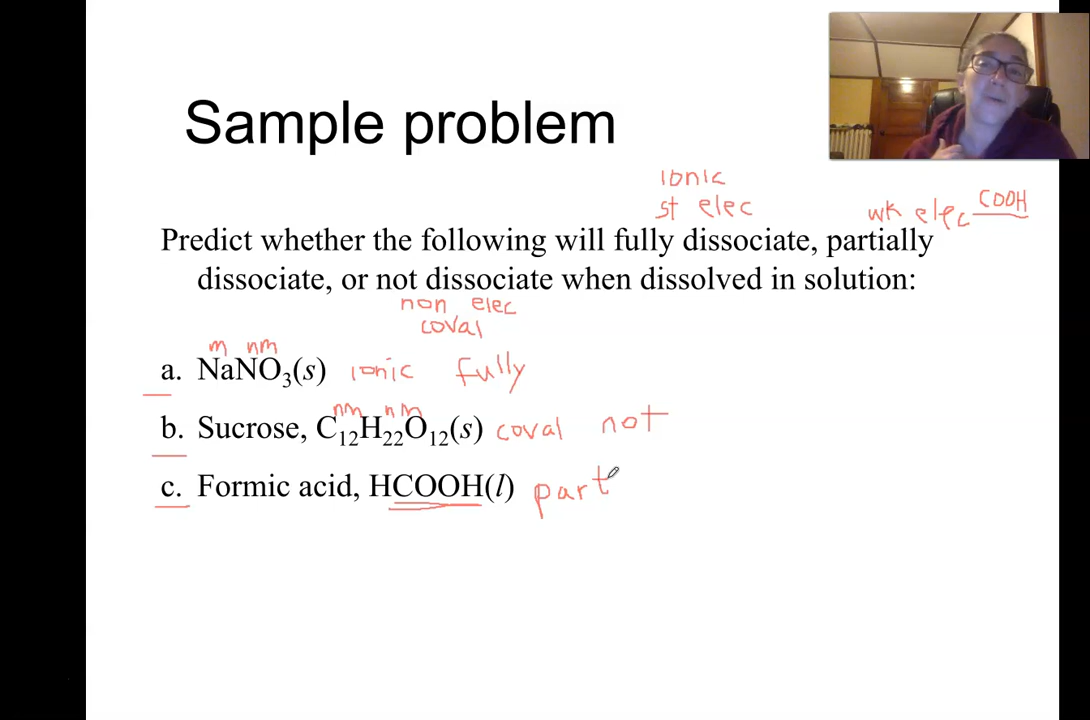 Sample problem
ionic
st elec
wk elec COOH
Predict whether the following will fully dissociate, partially
dissociate, or not dissociate when dissolved in solution:
non elec
coval
m nm
a. NaNO₃(s) ionic fully
nm nm
b. Sucrose, C₁₂H₂₂O₁₂(s) coval not
c. Formic acid, HCOOH(l) part